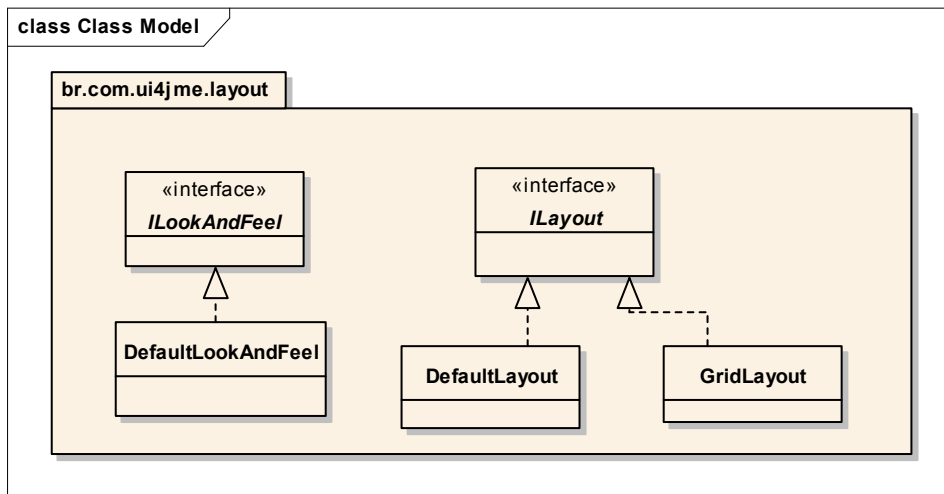 class Class Model
br.com.ui4jme.layout
«interface»
ILookAndFeel
«interface»
ILayout
DefaultLookAndFeel
DefaultLayout
GridLayout